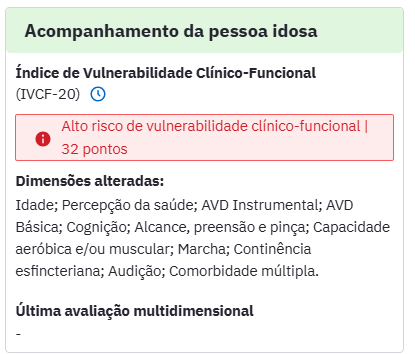 Acompanhamento da pessoa idosa
Índice de Vulnerabilidade Clínico-Funcional
(IVCF-20)
Alto risco de vulnerabilidade clínico-funcional |
32 pontos
Dimensões alteradas:
Idade; Percepção da saúde; AVD Instrumental; AVD
Básica; Cognição; Alcance, preensão e pinça; Capacidade
aeróbica e/ou muscular; Marcha; Continência
esfincteriana; Audição; Comorbidade múltipla.
Última avaliação multidimensional
-